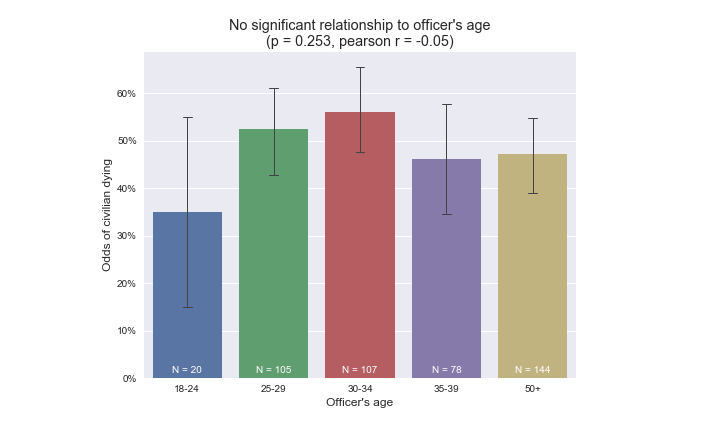 No significant relationship to officer's age
(p = 0.253, pearson r = -0.05)
Odds of civilian dying
60%
50%
40%
30%
20%
10%
0%
N = 20
N = 105
N = 107
N = 78
N = 144
18-24
25-29
30-34
35-39
50+
Officer's age